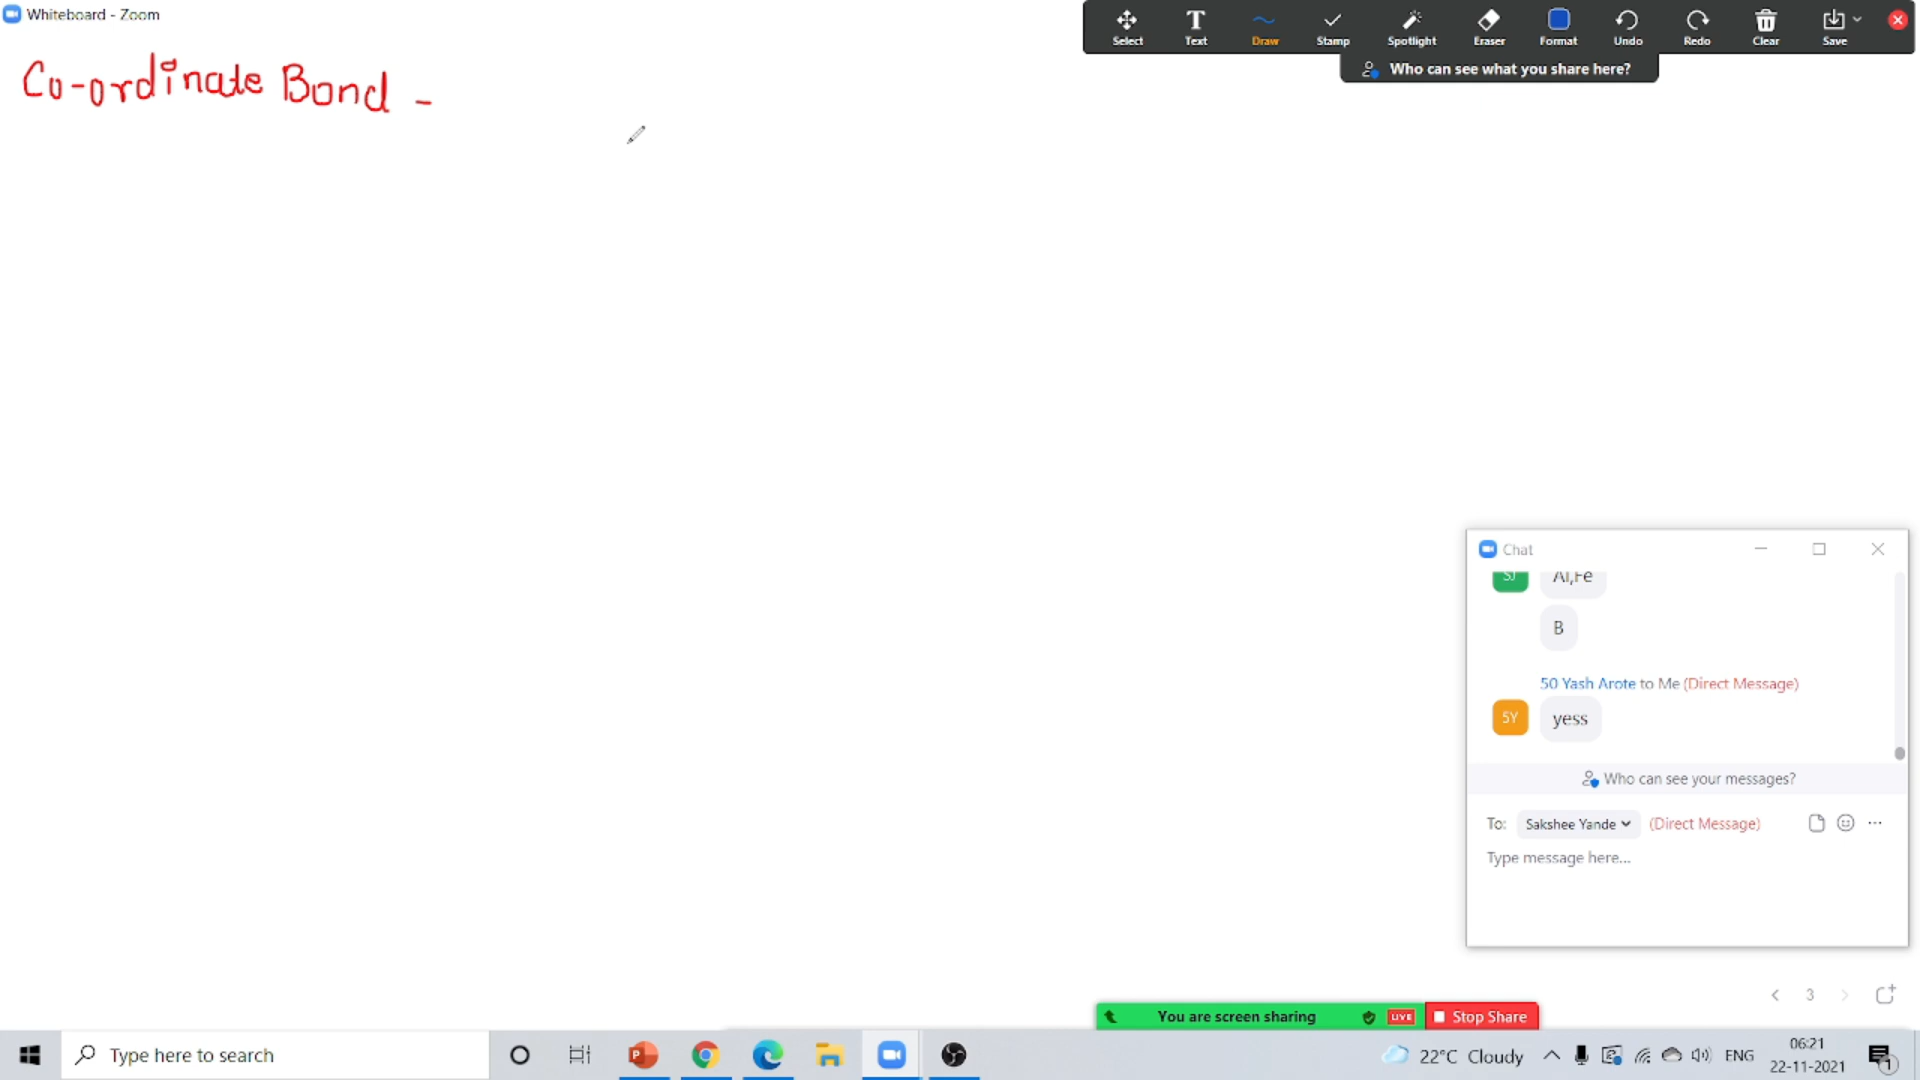 Whiteboard - Zoom
Select Text Draw Stamp Spotlight Eraser Format Undo Redo Clear Save
Who can see what you share here?
Co-ordinate Bond -
Chat
SJ Al,Fe
B
50 Yash Arote to Me (Direct Message)
5Y yess
Who can see your messages?
To: Sakshee Yande (Direct Message)
Type message here...
3
You are screen sharing LIVE Stop Share
Type here to search
22°C Cloudy
ENG
06:21
22-11-2021
1